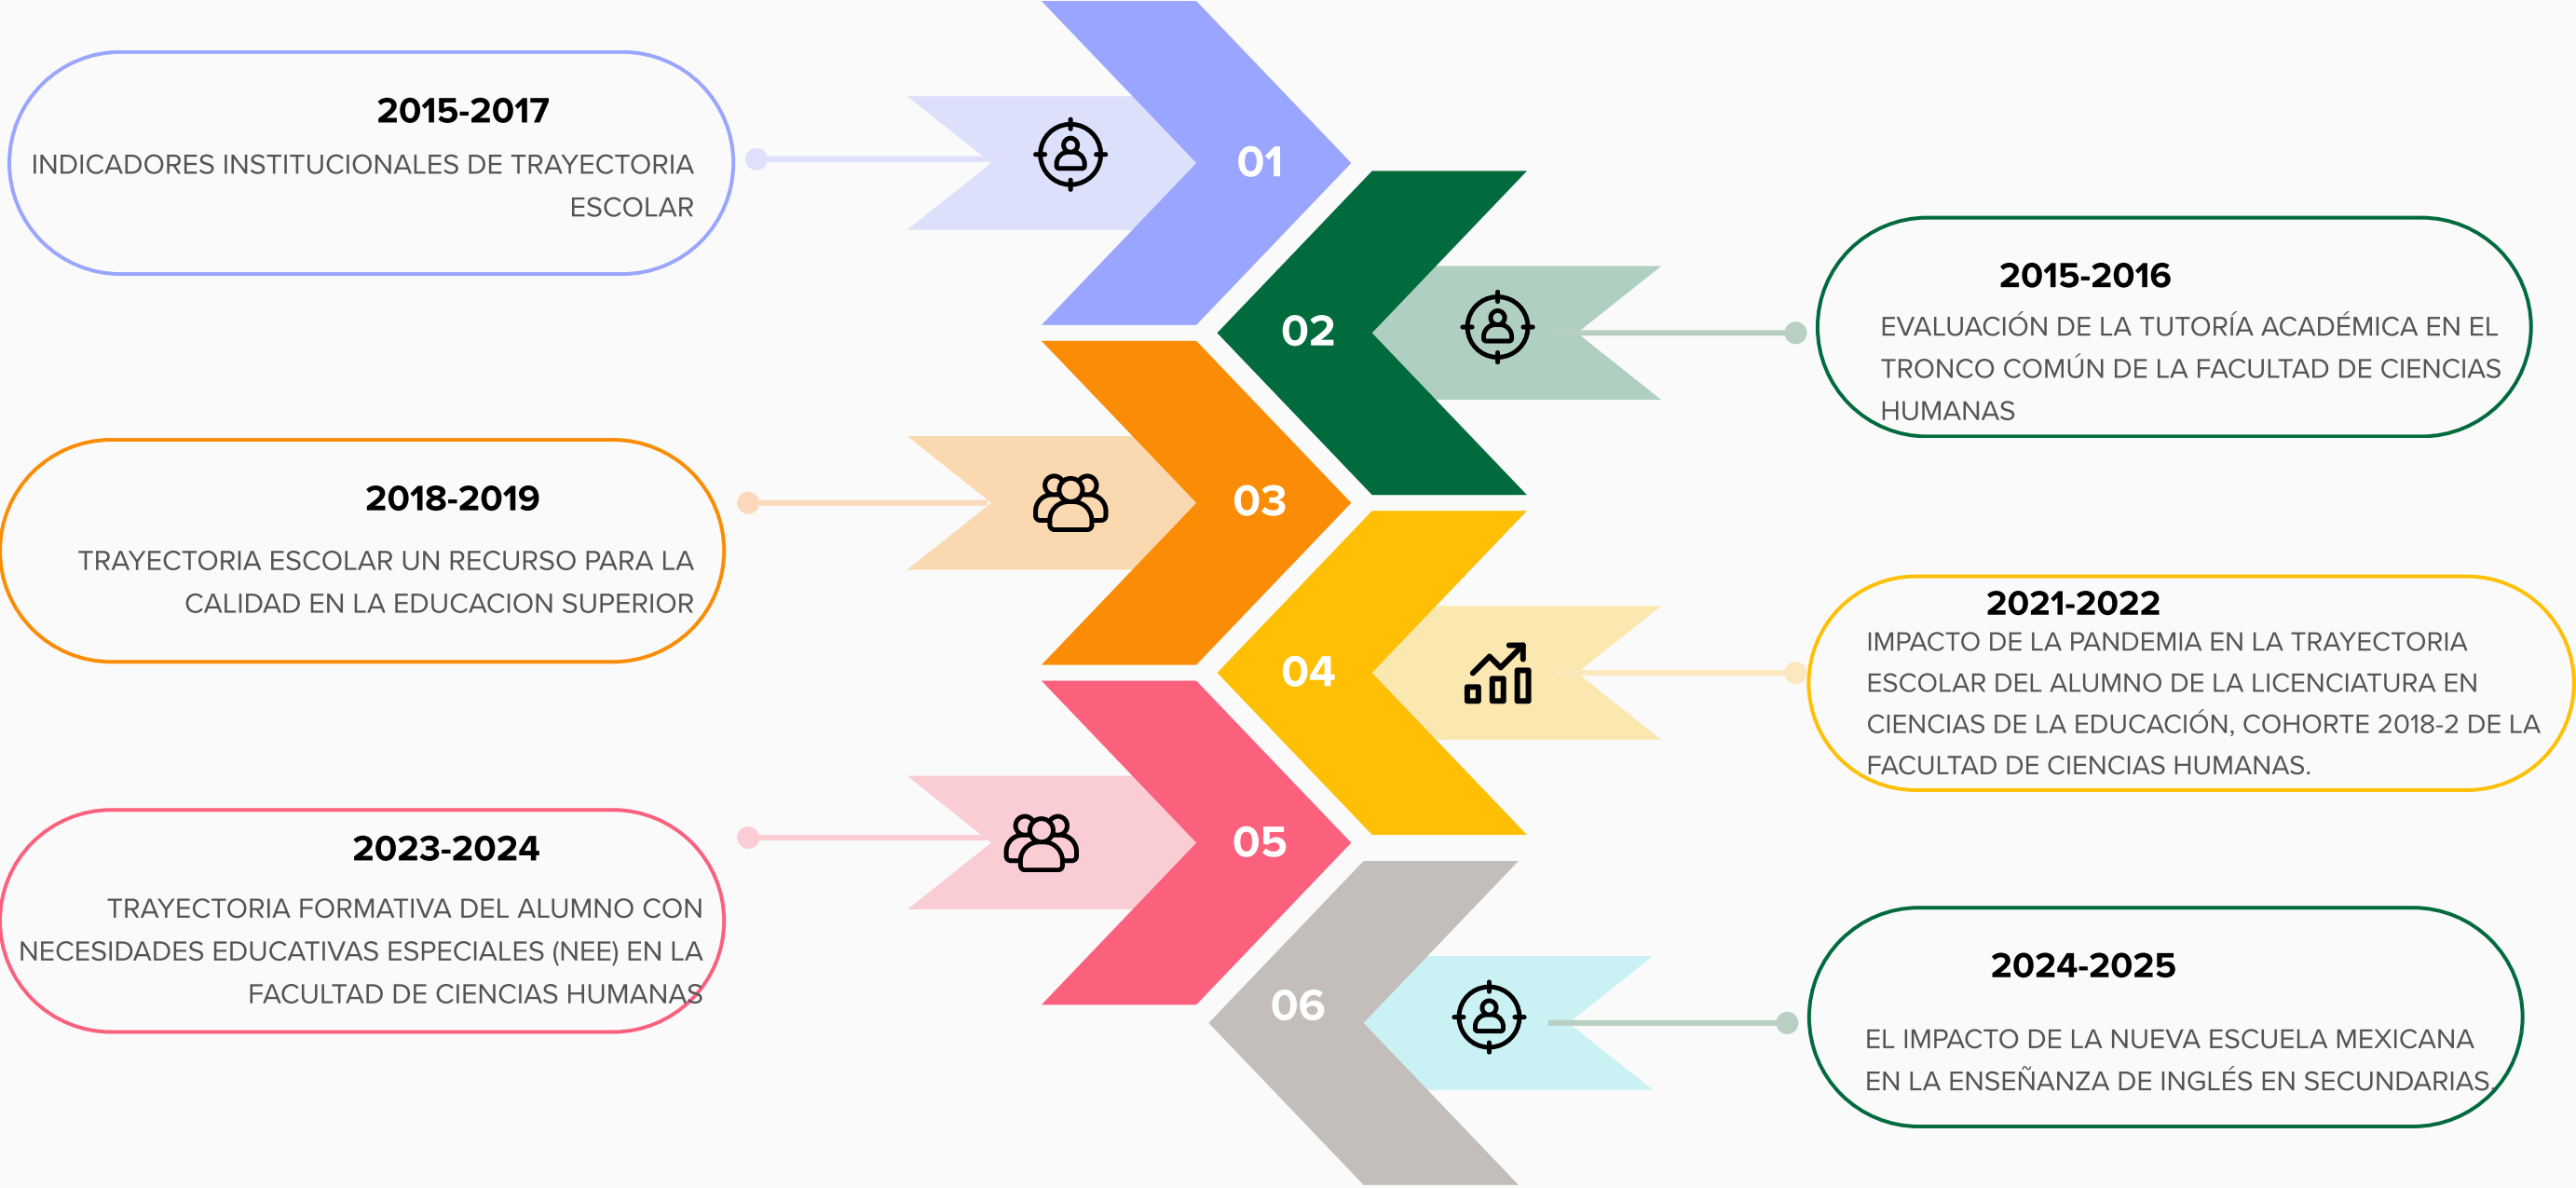 2015-2017
INDICADORES INSTITUCIONALES DE TRAYECTORIA
ESCOLAR
01
02
2015-2016
EVALUACIÓN DE LA TUTORÍA ACADÉMICA EN EL
TRONCO COMÚN DE LA FACULTAD DE CIENCIAS
HUMANAS
2018-2019
TRAYECTORIA ESCOLAR UN RECURSO PARA LA
CALIDAD EN LA EDUCACION SUPERIOR
03
04
2021-2022
IMPACTO DE LA PANDEMIA EN LA TRAYECTORIA
ESCOLAR DEL ALUMNO DE LA LICENCIATURA EN
CIENCIAS DE LA EDUCACIÓN, COHORTE 2018-2 DE LA
FACULTAD DE CIENCIAS HUMANAS.
2023-2024
TRAYECTORIA FORMATIVA DEL ALUMNO CON
NECESIDADES EDUCATIVAS ESPECIALES (NEE) EN LA
FACULTAD DE CIENCIAS HUMANAS
05
06
2024-2025
EL IMPACTO DE LA NUEVA ESCUELA MEXICANA
EN LA ENSEÑANZA DE INGLÉS EN SECUNDARIAS.